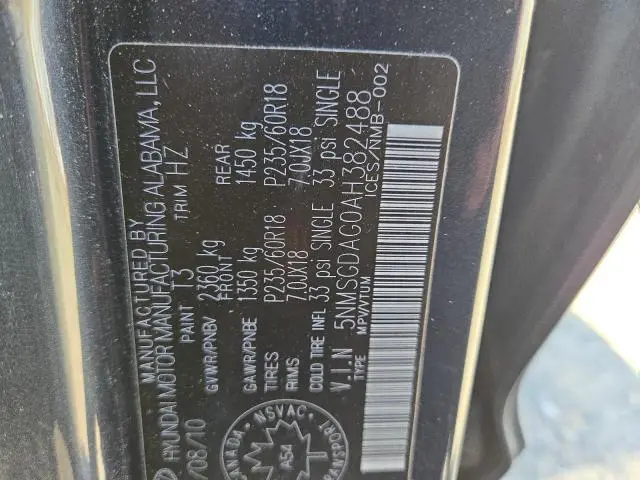 MANUFACTURED BY
HYUNDAI MOTOR MANUFACTURING ALABAMA, LLC
/08/10 PAINT T3 TRIM HZ
GVWR/PNBV 2360 kg
FRONT REAR
GAWR/PNBE 1350 kg 1450 kg
TIRES P235/60R18 P235/60R18
RIMS 7.0JX18 7.0JX18
COLD TIRE INFL 33 psi SINGLE 33 psi SINGLE
V.I.N 5NMSGDAG0AH382488
TYPE MPV/VTUM ICES/NMB-002
CANADA NSVAC
A54
TRANSPORT